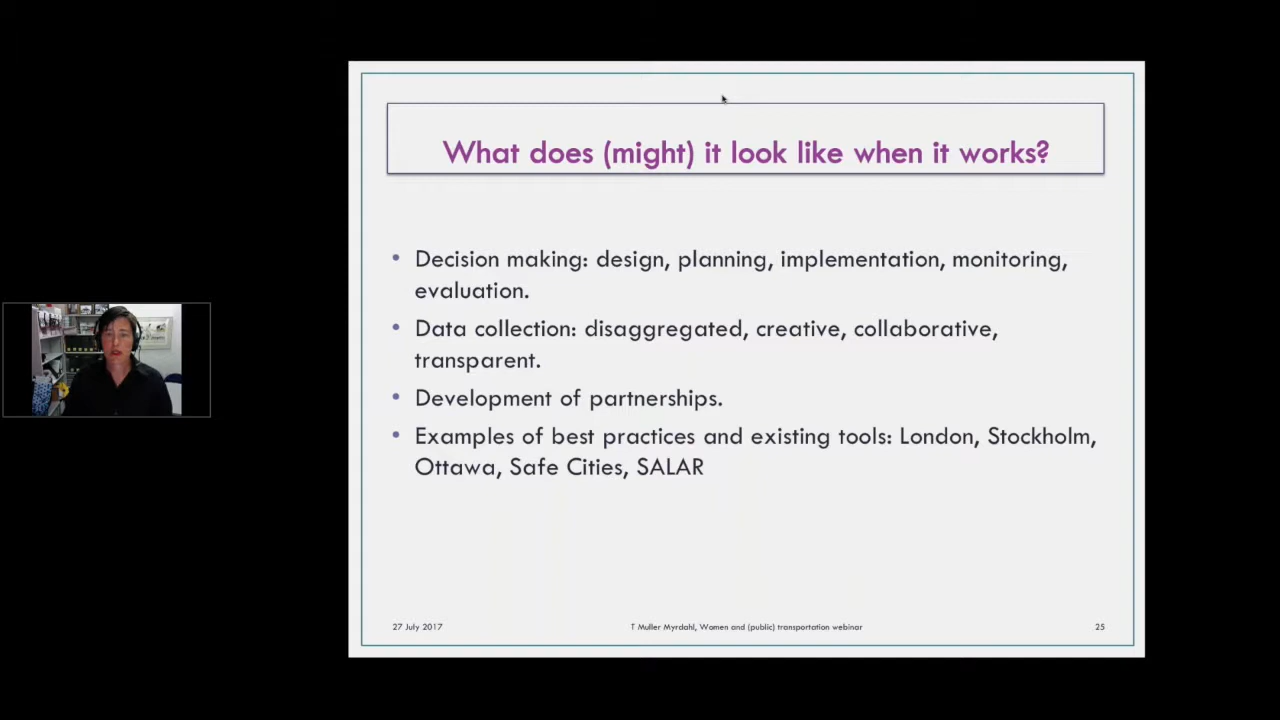 What does (might) it look like when it works?
• Decision making: design, planning, implementation, monitoring,
evaluation.
• Data collection: disaggregated, creative, collaborative,
transparent.
• Development of partnerships.
• Examples of best practices and existing tools: London, Stockholm,
Ottawa, Safe Cities, SALAR
27 July 2017
T Muller Myrdahl, Women and (public) transportation webinar
25